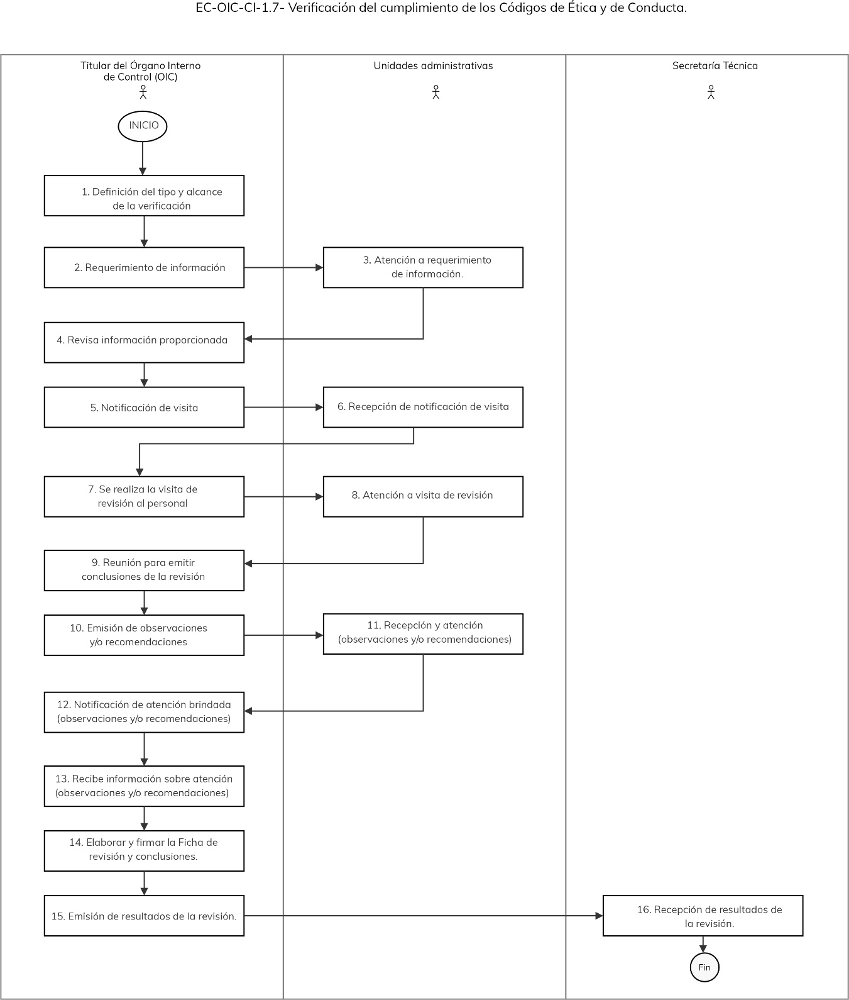 EC-OIC-CI-1.7- Verificación del cumplimiento de los Códigos de Ética y de Conducta.
Titular del Órgano Interno
de Control (OIC)
Unidades administrativas
Secretaría Técnica
INICIO
1. Definición del tipo y alcance
de la verificación
2. Requerimiento de información
3. Atención a requerimiento
de información.
4. Revisa información proporcionada
5. Notificación de visita
6. Recepción de notificación de visita
7. Se realiza la visita de
revisión al personal
8. Atención a visita de revisión
9. Reunión para emitir
conclusiones de la revisión
10. Emisión de observaciones
y/o recomendaciones
11. Recepción y atención
(observaciones y/o recomendaciones)
12. Notificación de atención brindada
(observaciones y/o recomendaciones)
13. Recibe información sobre atención
(observaciones y/o recomendaciones)
14. Elaborar y firmar la Ficha de
revisión y conclusiones.
15. Emisión de resultados de la revisión.
16. Recepción de resultados de
la revisión.
Fin